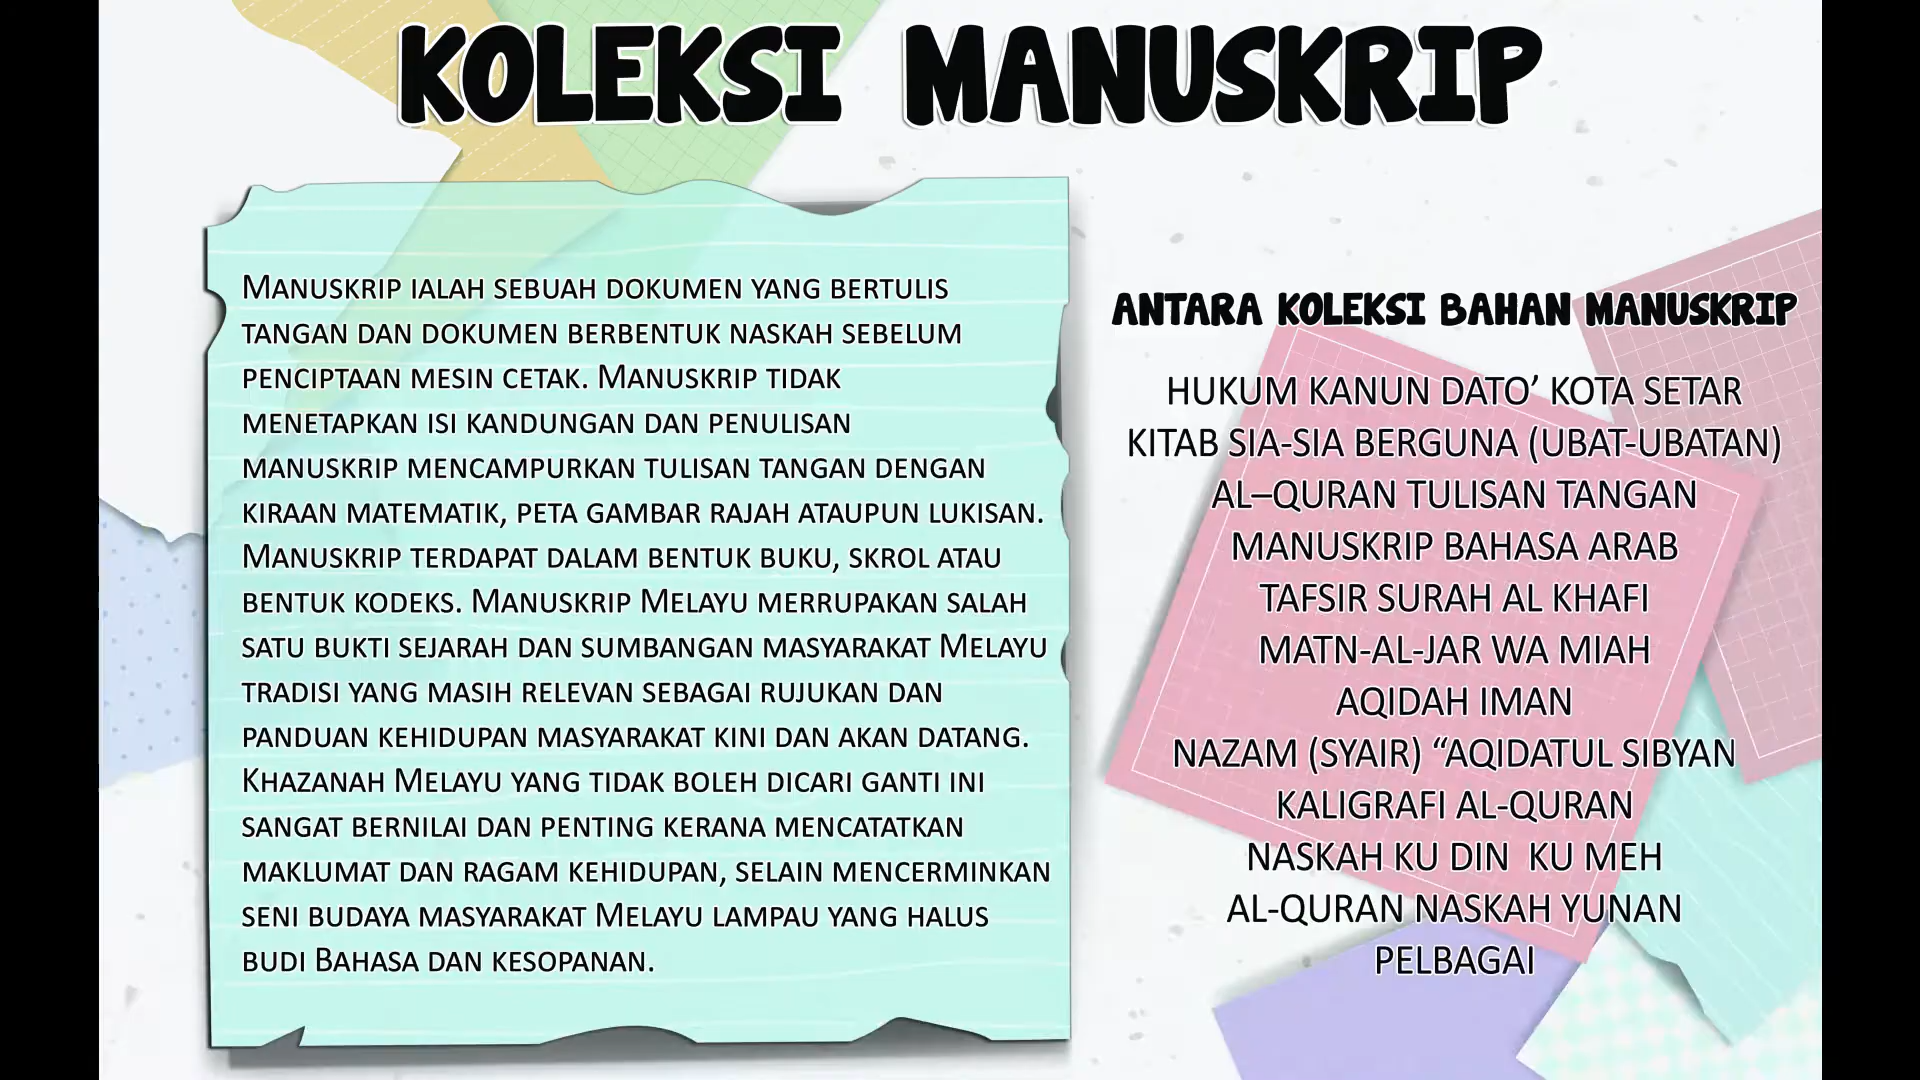 KOLEKSI MANUSKRIP
Manuskrip ialah sebuah dokumen yang bertulis
tangan dan dokumen berbentuk naskah sebelum
penciptaan mesin cetak. Manuskrip tidak
menetapkan isi kandungan dan penulisan
manuskrip mencampurkan tulisan tangan dengan
kiraan matematik, peta gambar rajah ataupun lukisan.
Manuskrip terdapat dalam bentuk buku, skrol atau
bentuk kodeks. Manuskrip Melayu merrupakan salah
satu bukti sejarah dan sumbangan masyarakat Melayu
tradisi yang masih relevan sebagai rujukan dan
panduan kehidupan masyarakat kini dan akan datang.
Khazanah Melayu yang tidak boleh dicari ganti ini
sangat bernilai dan penting kerana mencatatkan
maklumat dan ragam kehidupan, selain mencerminkan
seni budaya masyarakat Melayu lampau yang halus
budi Bahasa dan kesopanan.
ANTARA KOLEKSI BAHAN MANUSKRIP
HUKUM KANUN DATO’ KOTA SETAR
KITAB SIA-SIA BERGUNA (UBAT-UBATAN)
AL–QURAN TULISAN TANGAN
MANUSKRIP BAHASA ARAB
TAFSIR SURAH AL KHAFI
MATN-AL-JAR WA MIAH
AQIDAH IMAN
NAZAM (SYAIR) “AQIDATUL SIBYAN
KALIGRAFI AL-QURAN
NASKAH KU DIN  KU MEH
AL-QURAN NASKAH YUNAN
PELBAGAI